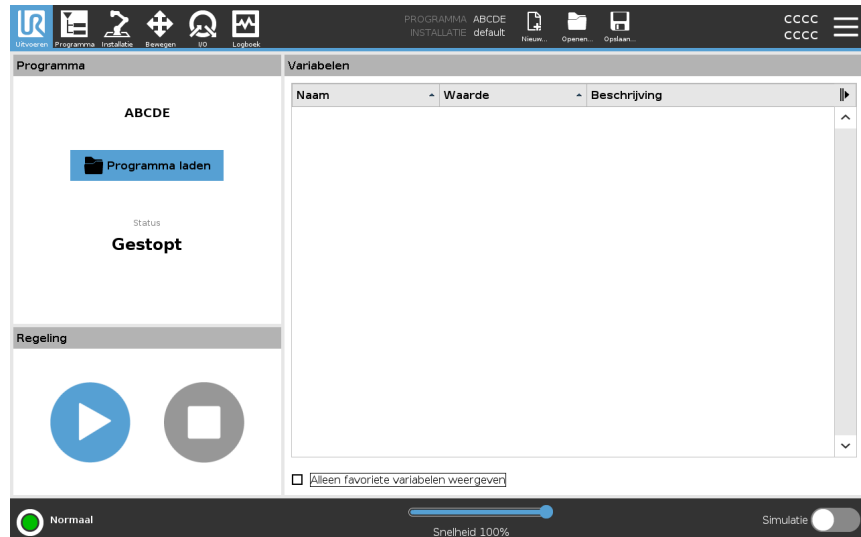 Uitvoeren Programma Installatie Bewegen I/O Logboek
PROGRAMMA ABCDE
INSTALLATIE default
Nieuw... Openen... Opslaan...
CCCC
CCCC
Programma
ABCDE
Programma laden
Status
Gestopt
Regeling
Variabelen
Naam Waarde Beschrijving
Alleen favoriete variabelen weergeven
Normaal
Snelheid 100%
Simulatie